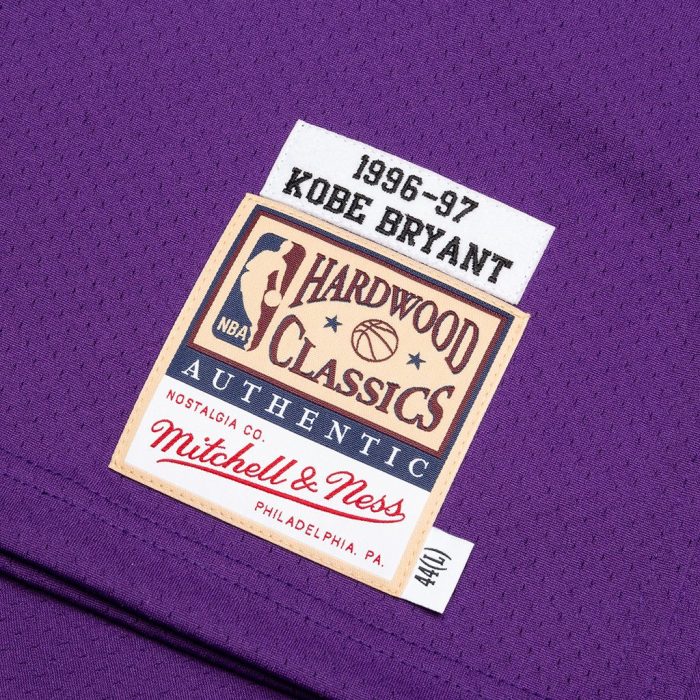 1996-97
KOBE BRYANT
NBA
HARDWOOD
CLASSICS
AUTHENTIC
NOSTALGIA CO.
Mitchell & Ness
PHILADELPHIA, PA.
44(L)